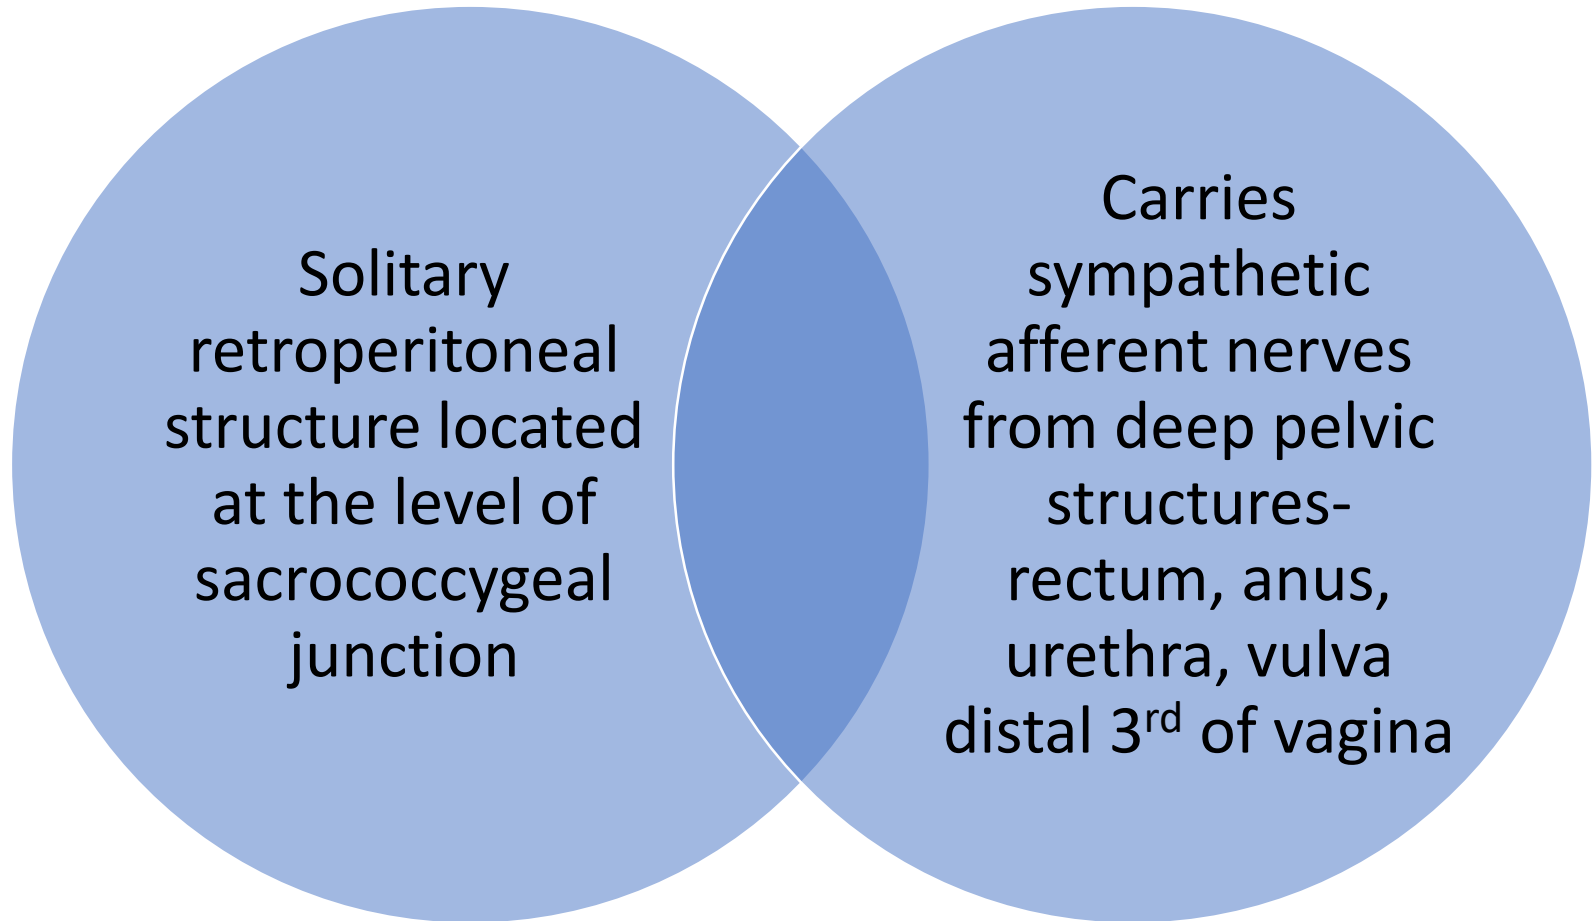 Solitary
retroperitoneal
structure located
at the level of
sacrococcygeal
junction
Carries
sympathetic
afferent nerves
from deep pelvic
structures-
rectum, anus,
urethra, vulva
distal 3rd of vagina